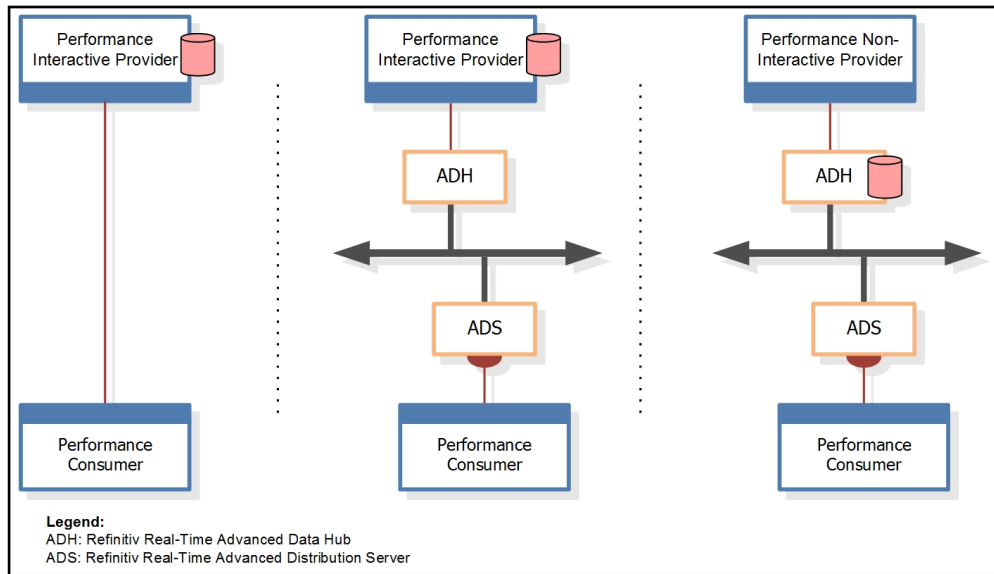 Performance
Interactive Provider
Performance
Interactive Provider
Performance Non-
Interactive Provider
ADH
ADH
ADS
ADS
Performance
Consumer
Performance
Consumer
Performance
Consumer
Legend:
ADH: Refinitiv Real-Time Advanced Data Hub
ADS: Refinitiv Real-Time Advanced Distribution Server